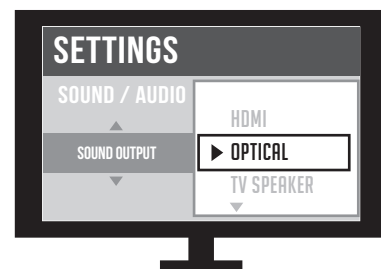 SETTINGS
SOUND / AUDIO
SOUND OUTPUT
HDMI
OPTICAL
TV SPEAKER